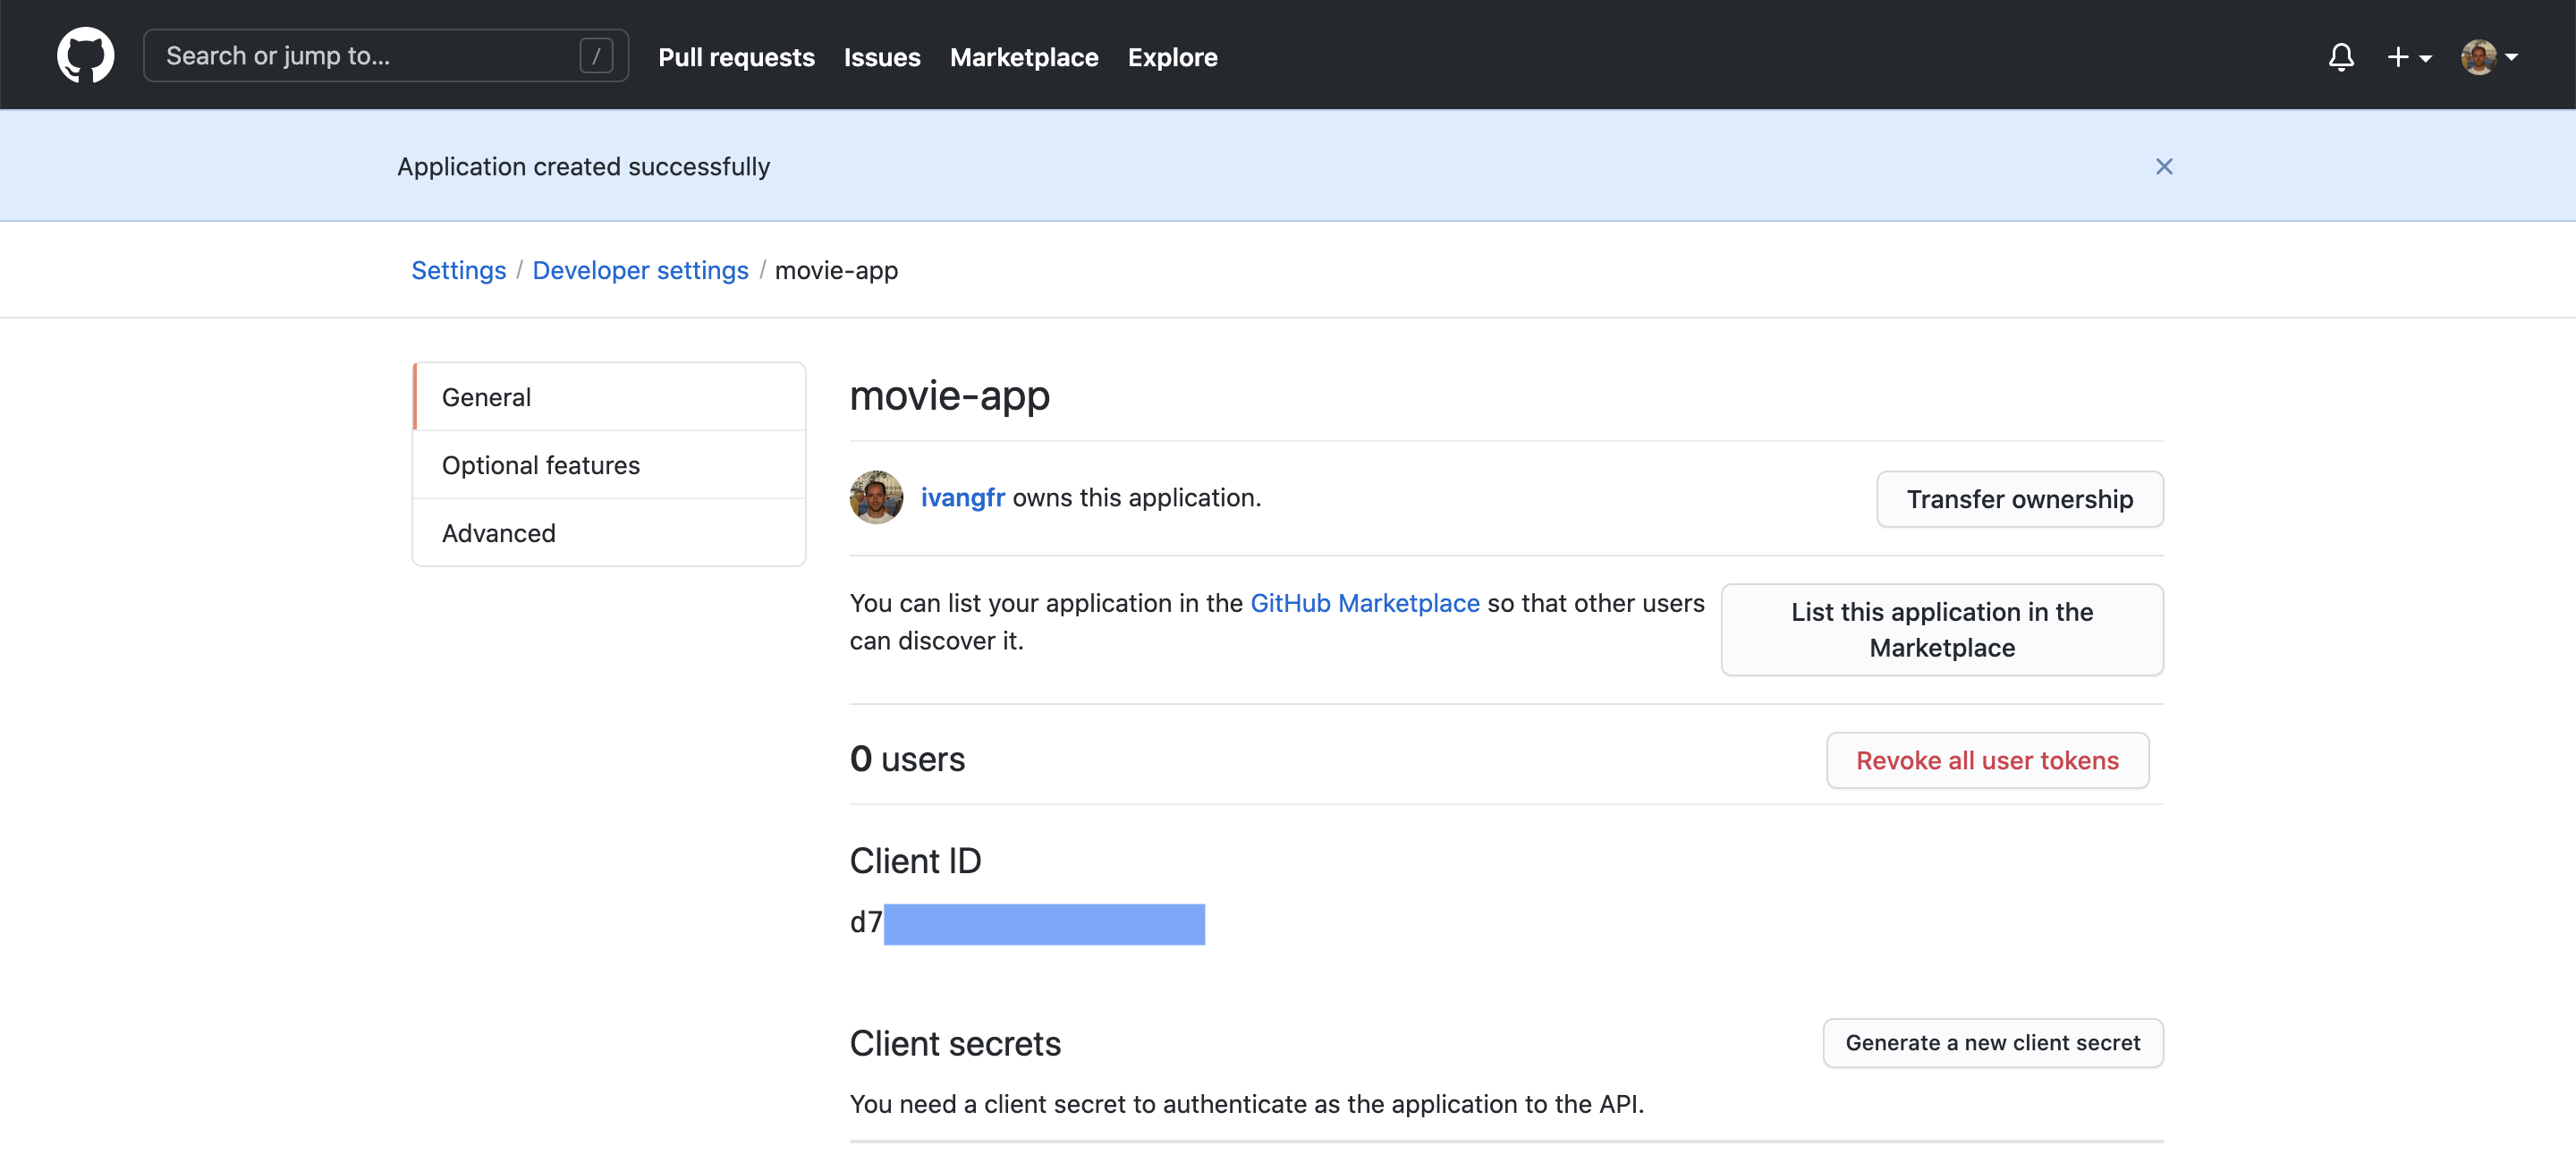 Search or jump to... /
Pull requests Issues Marketplace Explore
Application created successfully
Settings / Developer settings / movie-app
General
Optional features
Advanced
movie-app
ivangfr owns this application.
Transfer ownership
You can list your application in the GitHub Marketplace so that other users
can discover it.
List this application in the
Marketplace
0 users
Revoke all user tokens
Client ID
d7
Client secrets
Generate a new client secret
You need a client secret to authenticate as the application to the API.